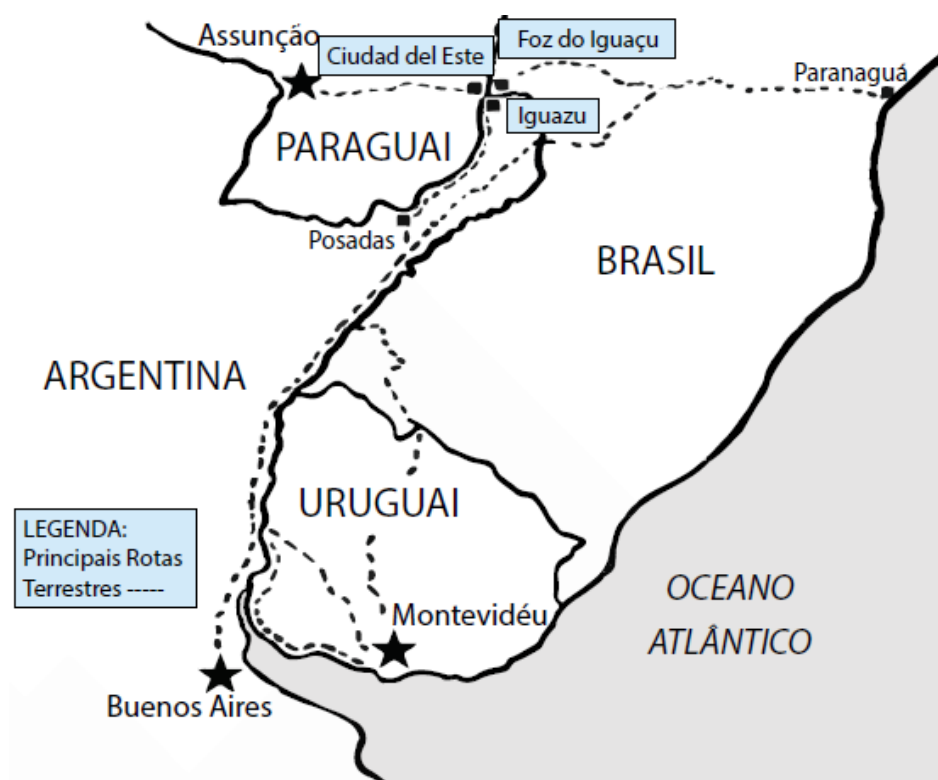 Assunção
Ciudad del Este
Foz do Iguaçu
Paranaguá
Iguazu
PARAGUAI
Posadas
BRASIL
ARGENTINA
URUGUAI
LEGENDA:
Principais Rotas
Terrestres -----
OCEANO
ATLÂNTICO
Montevidéu
Buenos Aires